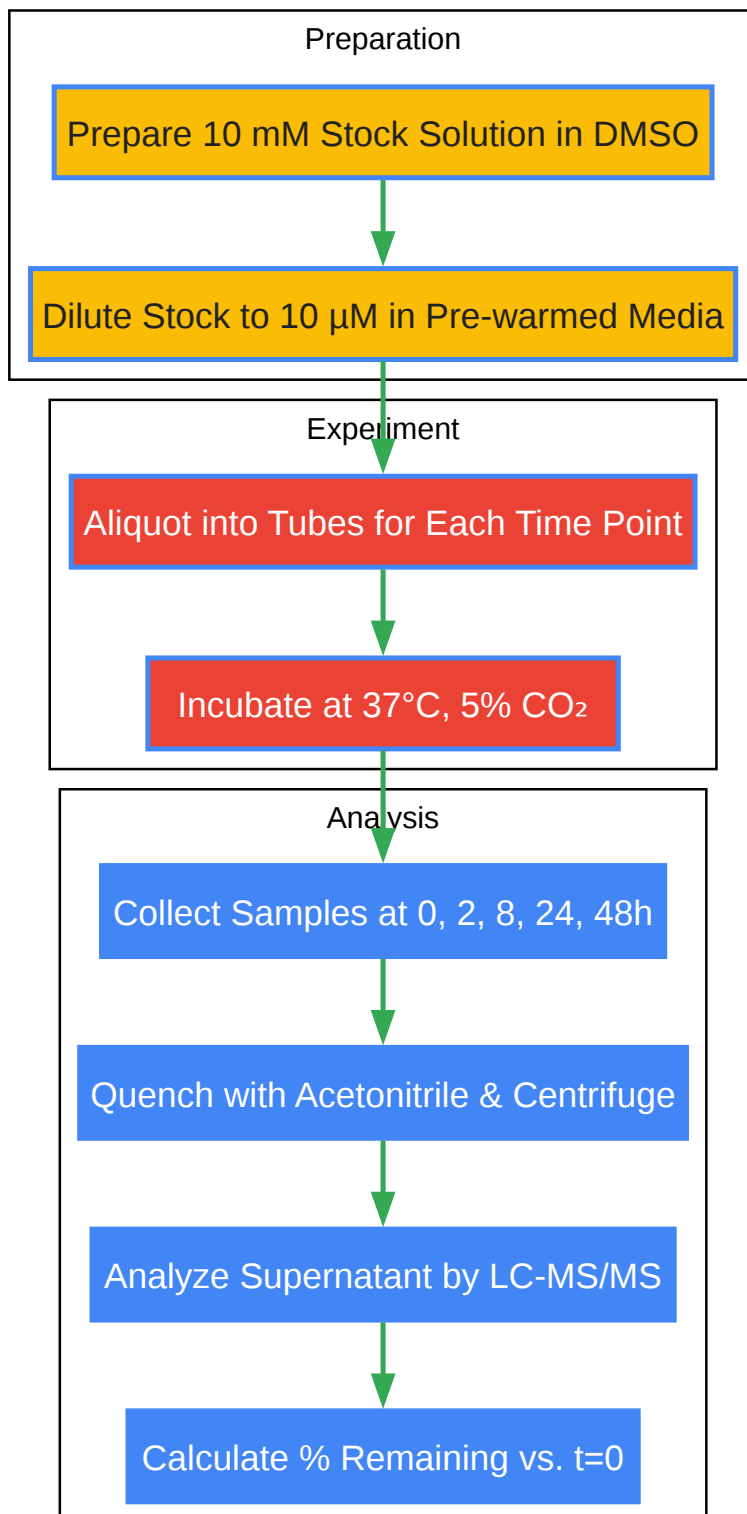 Preparation
Prepare 10 mM Stock Solution in DMSO
Dilute Stock to 10 µM in Pre-warmed Media
Experiment
Aliquot into Tubes for Each Time Point
Incubate at 37°C, 5% CO₂
Analysis
Collect Samples at 0, 2, 8, 24, 48h
Quench with Acetonitrile & Centrifuge
Analyze Supernatant by LC-MS/MS
Calculate % Remaining vs. t=0